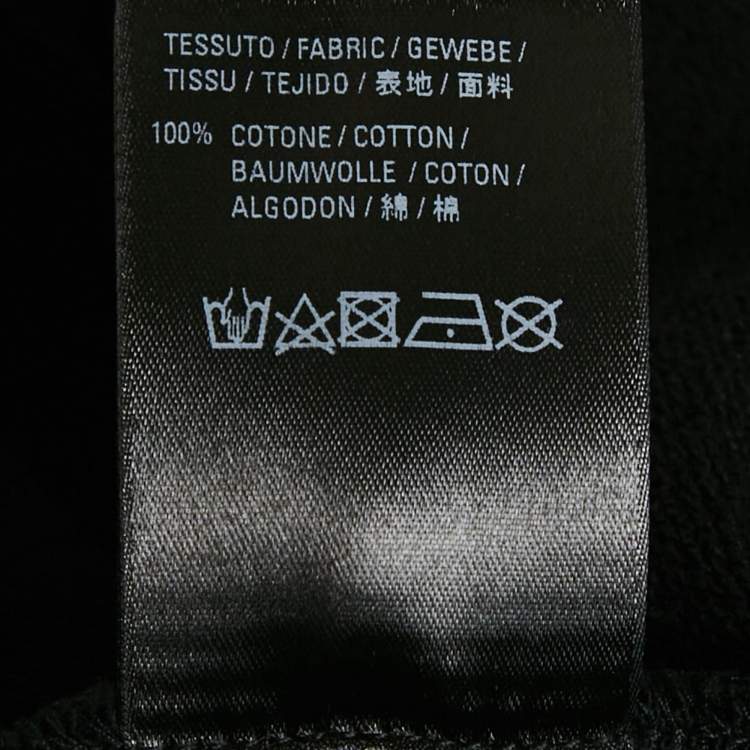 TESSUTO / FABRIC / GEWEBE /
TISSU / TEJIDO / 表地 / 面料
100% COTONE / COTTON /
BAUMWOLLE / COTON /
ALGODON / 綿 / 棉